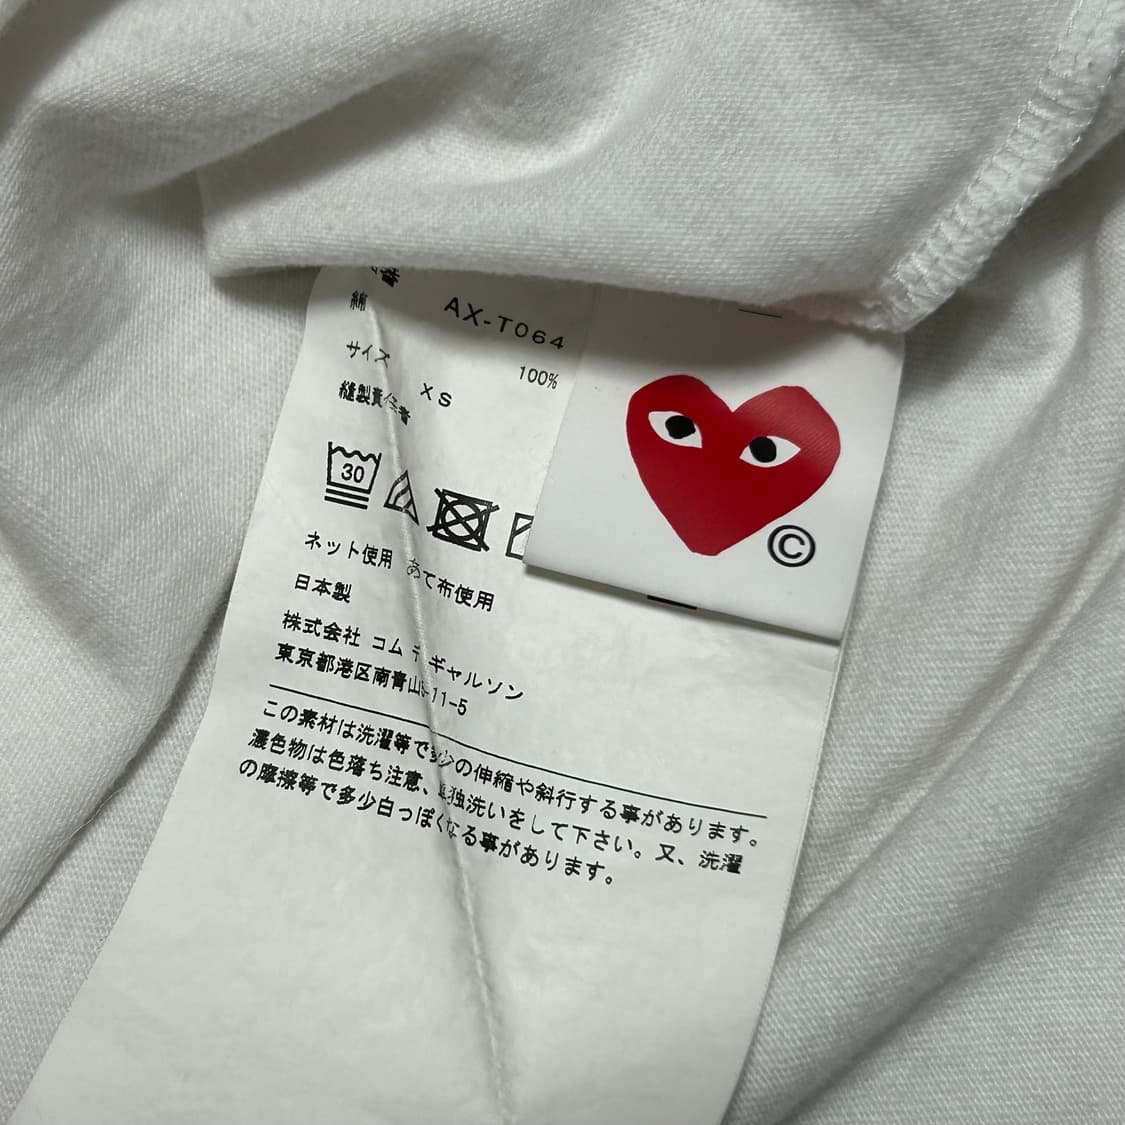 番 AX-T064
綿 100%
サイズ XS
縫製責任者
30
ネット使用 あて布使用
日本製
株式会社 コム デ ギャルソン
東京都港区南青山5-11-5
この素材は洗濯等で多少の伸縮や斜行する事があります。
濃色物は色落ち注意、単独洗いをして下さい。又、洗濯
の摩擦等で多少白っぽくなる事があります。
©